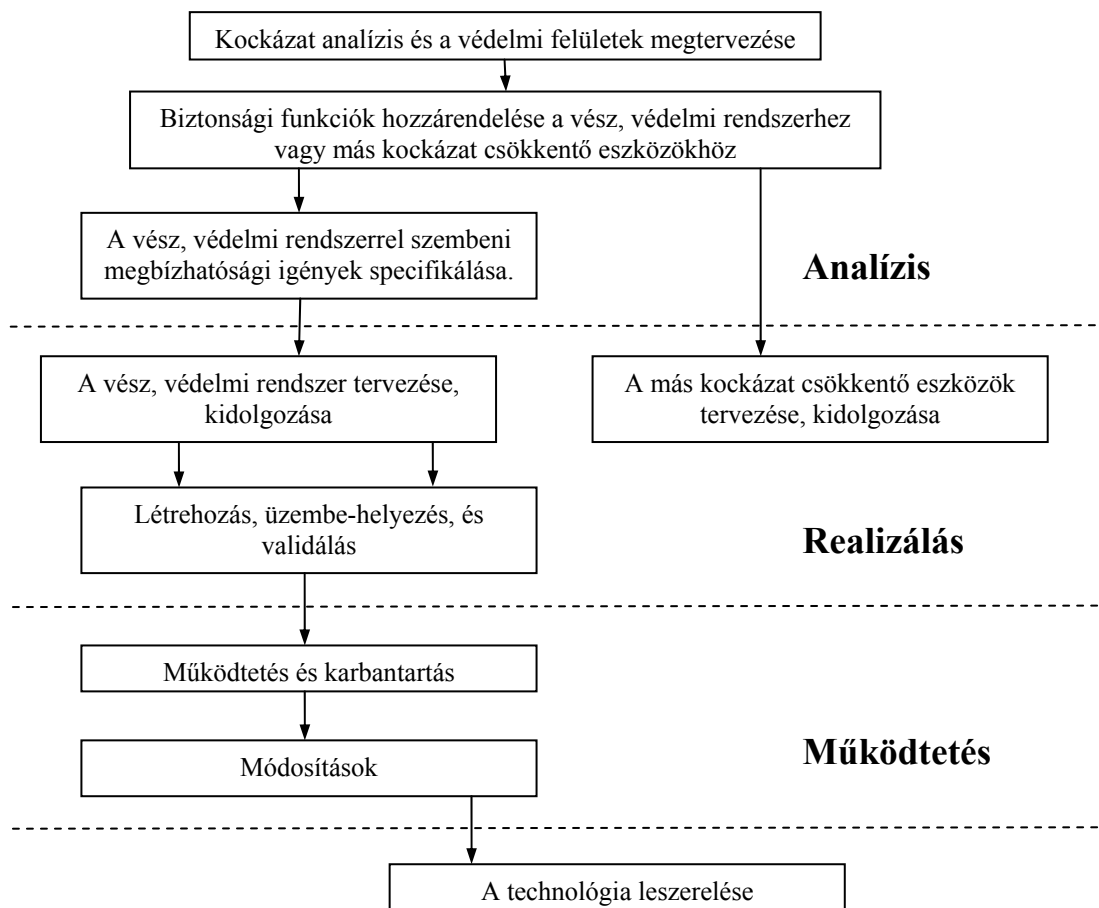 Kockázat analízis és a védelmi felületek megtervezése
Biztonsági funkciók hozzárendelése a vész, védelmi rendszerhez
vagy más kockázat csökkentő eszközökhöz
A vész, védelmi rendszerrel szembeni
megbízhatósági igények specifikálása.
Analízis
A vész, védelmi rendszer tervezése,
kidolgozása
A más kockázat csökkentő eszközök
tervezése, kidolgozása
Létrehozás, üzembe-helyezés, és
validálás
Realizálás
Működtetés és karbantartás
Módosítások
Működtetés
A technológia leszerelése